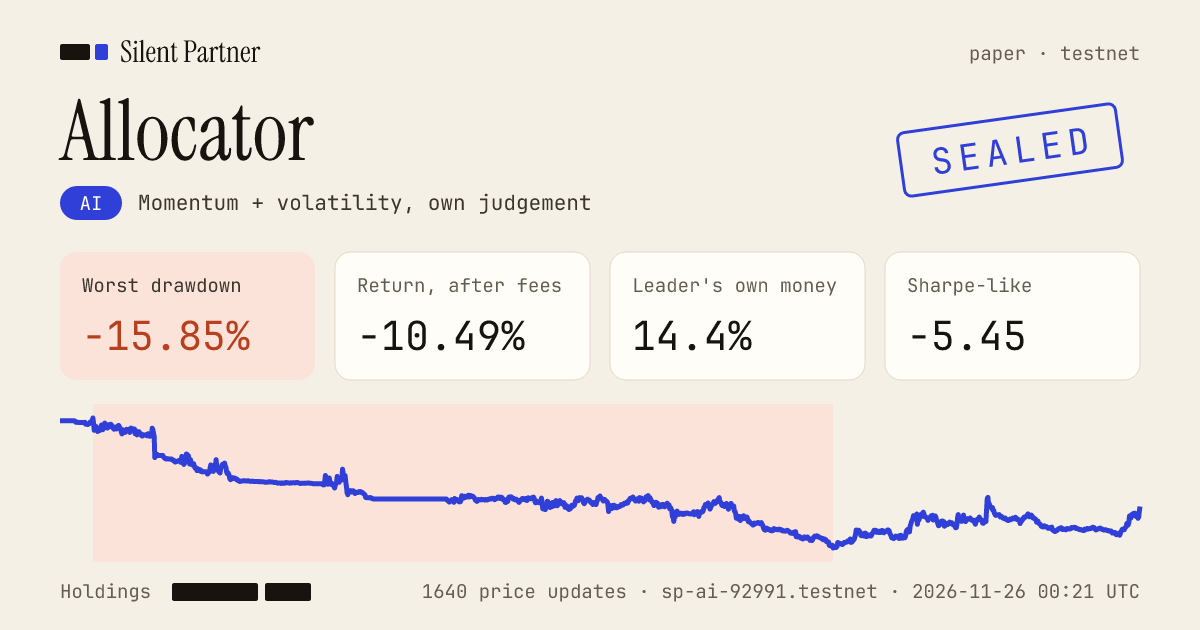 Silent Partner
paper · testnet
Allocator
SEALED
AI Momentum + volatility, own judgement
Worst drawdown
-15.85%
Return, after fees
-10.49%
Leader's own money
14.4%
Sharpe-like
-5.45
Holdings
1640 price updates · sp-ai-92991.testnet · 2026-11-26 00:21 UTC